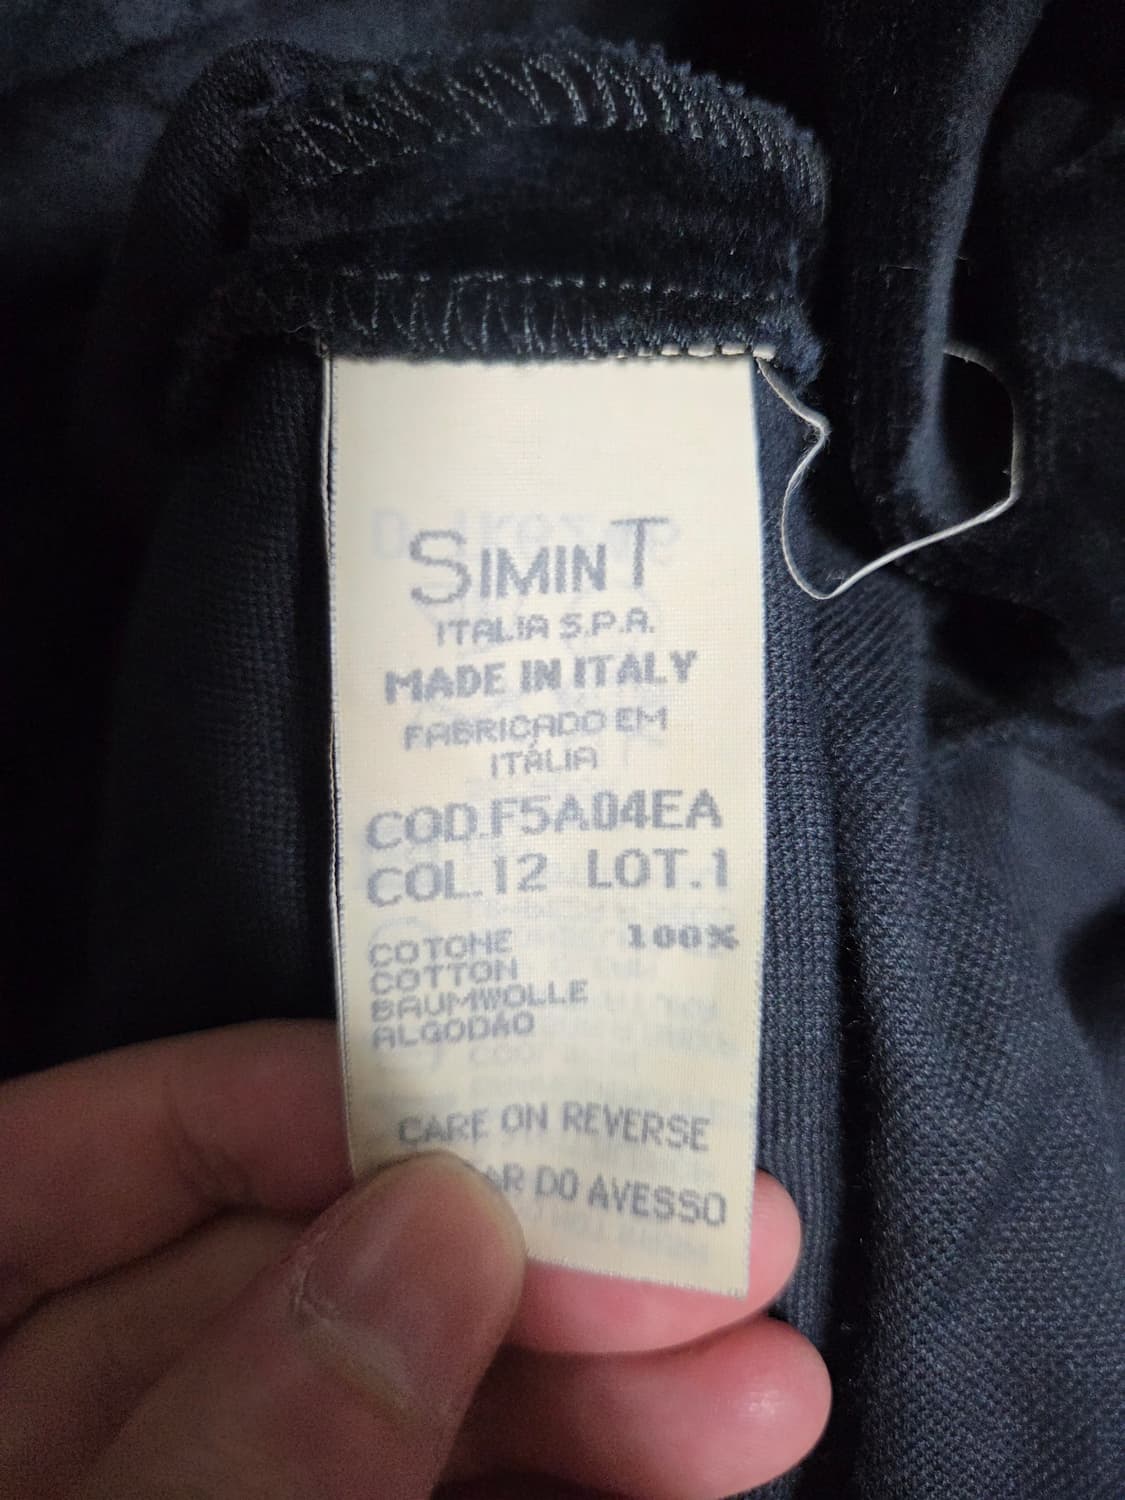 SIMINT
ITALIA S.P.A.
MADE IN ITALY
FABRICADO EM
ITÁLIA
COD.F5A04EA
COL.12 LOT.1
COTONE 100%
COTTON
BAUMWOLLE
ALGODÃO
CARE ON REVERSE
DO AVESSO